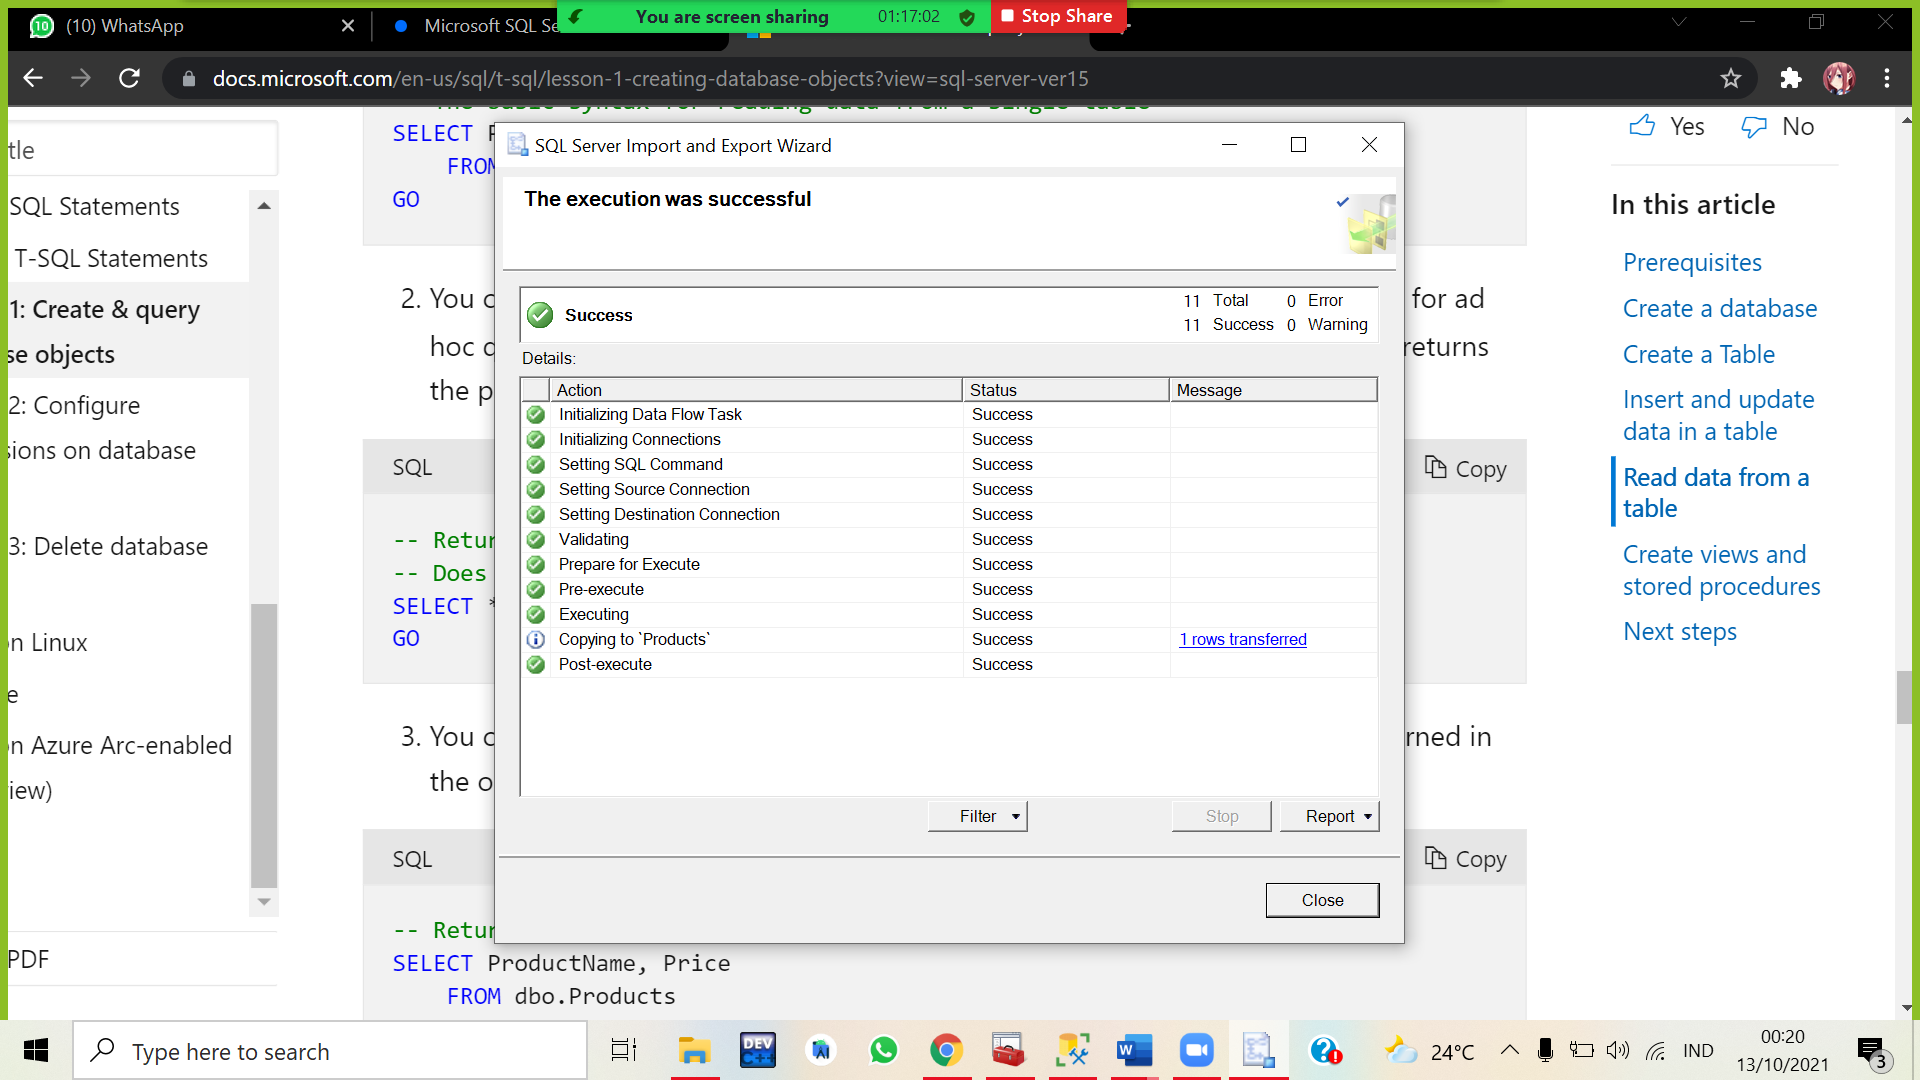 You are screen sharing 01:17:02 Stop Share
(10) WhatsApp
Microsoft SQL Se
docs.microsoft.com/en-us/sql/t-sql/lesson-1-creating-database-objects?view=sql-server-ver15
tle
SQL Statements
T-SQL Statements
1: Create & query
se objects
2: Configure
sions on database
3: Delete database
on Linux
e
on Azure Arc-enabled
iew)
PDF
SELECT P
FROM
GO
2. You c
for ad
hoc
returns
the p
SQL
Copy
-- Retur
-- Does
SELECT *
GO
3. You c
rned in
the o
SQL
Copy
-- Retur
SELECT ProductName, Price
FROM dbo.Products
SQL Server Import and Export Wizard
The execution was successful
Success
11 Total 0 Error
11 Success 0 Warning
Details:
Action Status Message
Initializing Data Flow Task Success
Initializing Connections Success
Setting SQL Command Success
Setting Source Connection Success
Setting Destination Connection Success
Validating Success
Prepare for Execute Success
Pre-execute Success
Executing Success
Copying to `Products` Success 1 rows transferred
Post-execute Success
Filter Stop Report
Close
Yes No
In this article
Prerequisites
Create a database
Create a Table
Insert and update
data in a table
Read data from a
table
Create views and
stored procedures
Next steps
Type here to search
DEV
C++
24°C
IND
00:20
13/10/2021
3